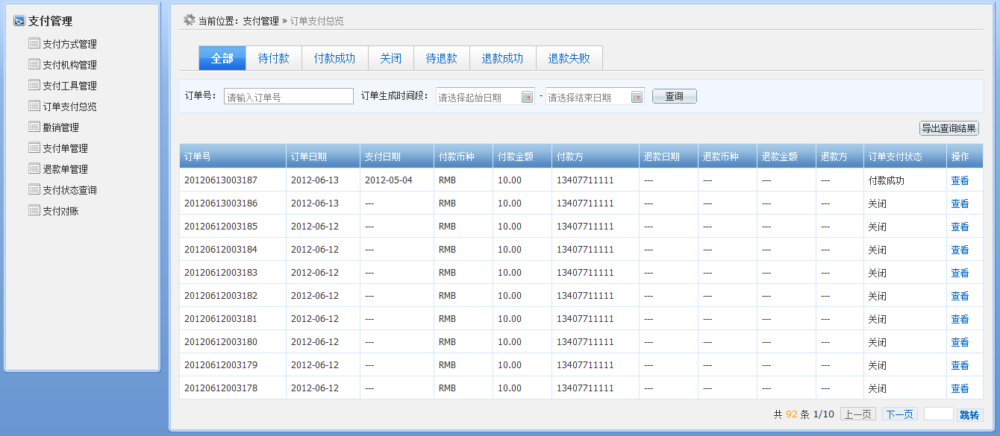 支付管理
支付方式管理
支付机构管理
支付工具管理
订单支付总览
撤销管理
支付单管理
退款单管理
支付状态查询
支付对账
当前位置：支付管理 » 订单支付总览
全部 待付款 付款成功 关闭 待退款 退款成功 退款失败
订单号： 请输入订单号 订单生成时间段： 请选择起始日期 - 请选择结束日期 查询
导出查询结果
订单号 订单日期 支付日期 付款币种 付款金额 付款方 退款日期 退款币种 退款金额 退款方 订单支付状态 操作
20120613003187 2012-06-13 2012-05-04 RMB 10.00 13407711111 --- --- --- --- 付款成功 查看
20120613003186 2012-06-13 --- RMB 10.00 13407711111 --- --- --- --- 关闭 查看
20120612003185 2012-06-12 --- RMB 10.00 13407711111 --- --- --- --- 关闭 查看
20120612003184 2012-06-12 --- RMB 10.00 13407711111 --- --- --- --- 关闭 查看
20120612003183 2012-06-12 --- RMB 10.00 13407711111 --- --- --- --- 关闭 查看
20120612003182 2012-06-12 --- RMB 10.00 13407711111 --- --- --- --- 关闭 查看
20120612003181 2012-06-12 --- RMB 10.00 13407711111 --- --- --- --- 关闭 查看
20120612003180 2012-06-12 --- RMB 10.00 13407711111 --- --- --- --- 关闭 查看
20120612003179 2012-06-12 --- RMB 10.00 13407711111 --- --- --- --- 关闭 查看
20120612003178 2012-06-12 --- RMB 10.00 13407711111 --- --- --- --- 关闭 查看
共 92 条 1/10 上一页 下一页 跳转